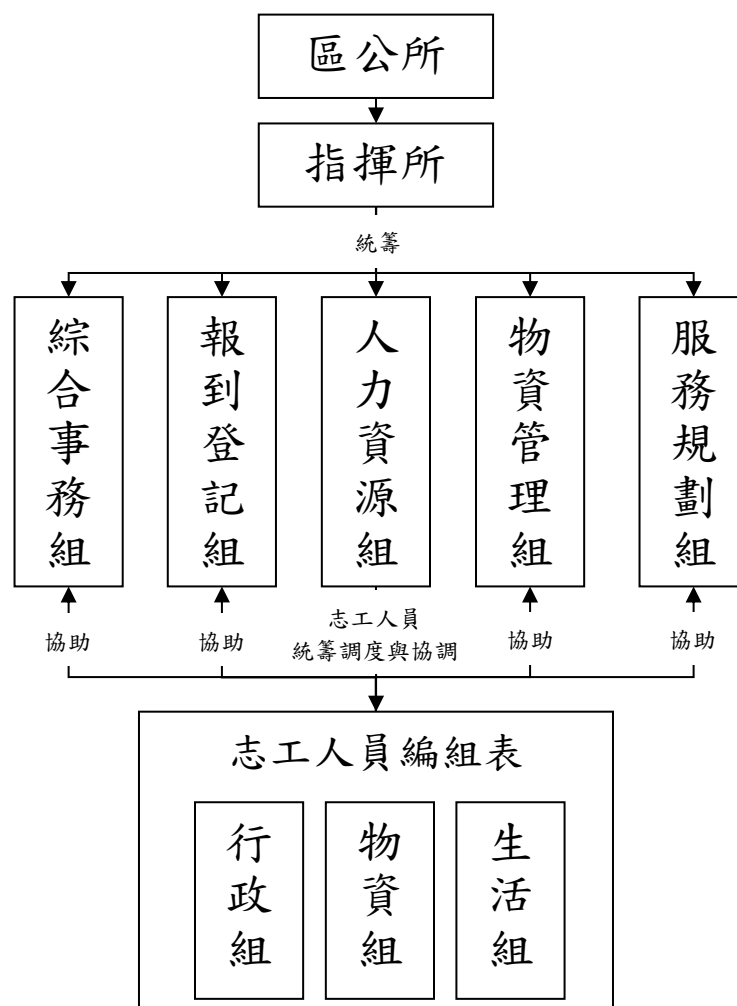 區公所
指揮所
統籌
綜合事務組
報到登記組
人力資源組
物資管理組
服務規劃組
協助
協助
志工人員
統籌調度與協調
協助
協助
志工人員編組表
行政組
物資組
生活組